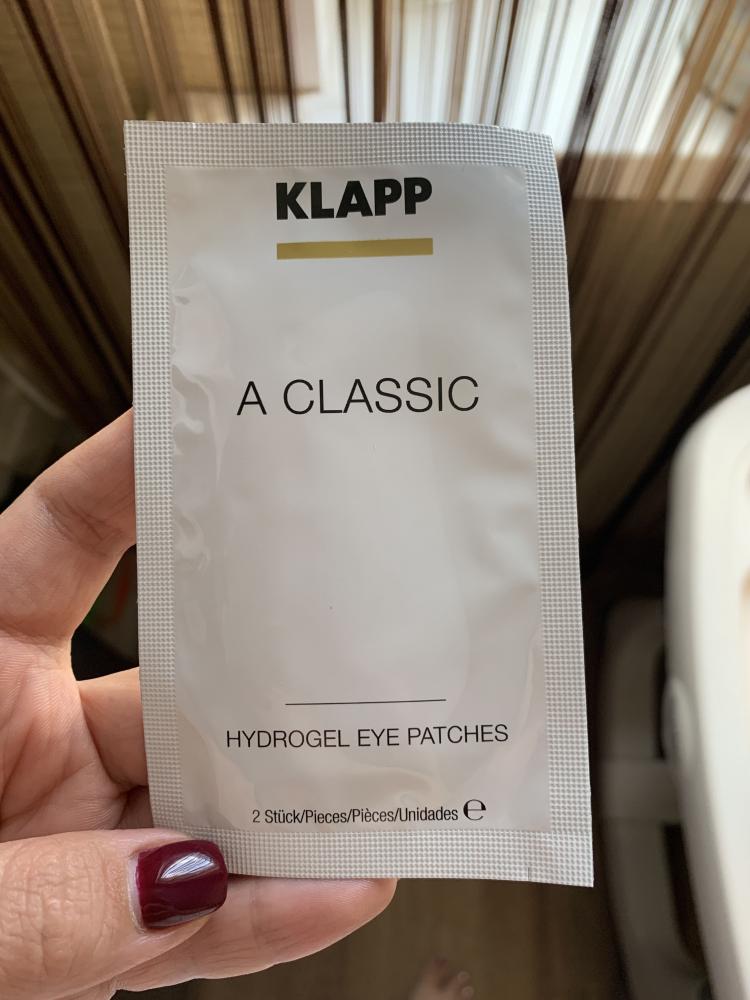 KLAPP
A CLASSIC
HYDROGEL EYE PATCHES
2 Stück/Pieces/Pièces/Unidades ℮